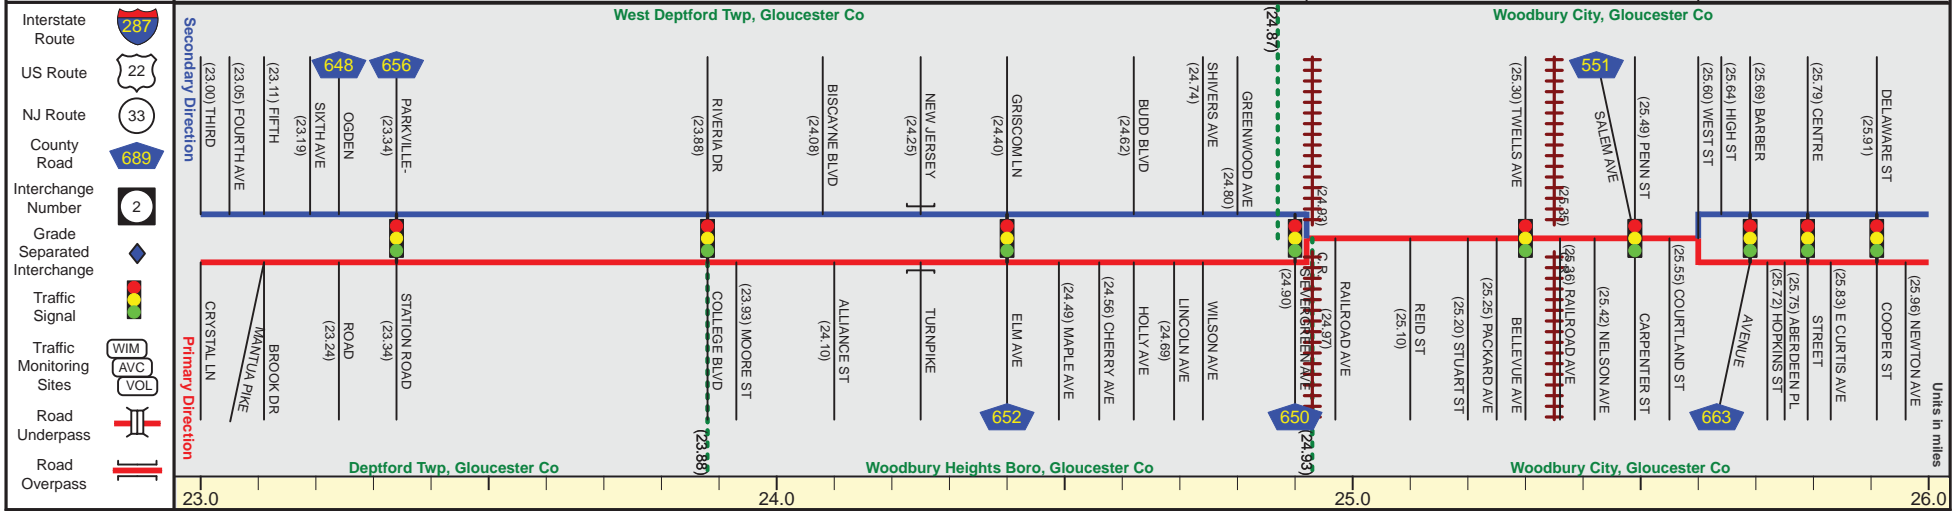 Interstate
Route
287
US Route
22
NJ Route
33
County
Road
689
Interchange
Number
2
Grade
Separated
Interchange
Traffic
Signal
Traffic
Monitoring
Sites
WIM
AVC
VOL
Road
Underpass
Road
Overpass
Secondary Direction
Primary Direction
West Deptford Twp, Gloucester Co
(24.87)
Woodbury City, Gloucester Co
(23.00) THIRD
(23.05) FOURTH AVE
(23.11) FIFTH
SIXTH AVE
(23.19)
648
OGDEN
656
PARKVILLE-
(23.34)
RIVERIA DR
(23.88)
BISCAYNE BLVD
(24.08)
NEW JERSEY
(24.25)
GRISCOM LN
(24.40)
BUDD BLVD
(24.62)
SHIVERS AVE
(24.74)
GREENWOOD AVE
(24.80)
(24.93)
(25.30) TWELLS AVE
(25.35)
551
SALEM AVE
(25.49) PENN ST
(25.60) WEST ST
(25.64) HIGH ST
(25.69) BARBER
(25.79) CENTRE
DELAWARE ST
(25.91)
CRYSTAL LN
MANTUA PIKE
BROOK DR
ROAD
(23.24)
STATION ROAD
(23.34)
COLLEGE BLVD
(23.88)
(23.93) MOORE ST
ALLIANCE ST
(24.10)
TURNPIKE
ELM AVE
652
(24.49) MAPLE AVE
(24.56) CHERRY AVE
HOLLY AVE
LINCOLN AVE
(24.69)
WILSON AVE
(24.90)
S EVERGREEN AVE
650
(24.93)
C.R.
(24.97)
RAILROAD AVE
REID ST
(25.10)
(25.20) STUART ST
(25.25) PACKARD AVE
BELLEVUE AVE
(25.36) RAILROAD AVE
(25.42) NELSON AVE
CARPENTER ST
(25.55) COURTLAND ST
AVENUE
663
(25.72) HOPKINS ST
(25.75) ABERDEEN PL
STREET
(25.83) E CURTIS AVE
COOPER ST
(25.96) NEWTON AVE
Units in miles
Deptford Twp, Gloucester Co
Woodbury Heights Boro, Gloucester Co
Woodbury City, Gloucester Co
23.0
24.0
25.0
26.0